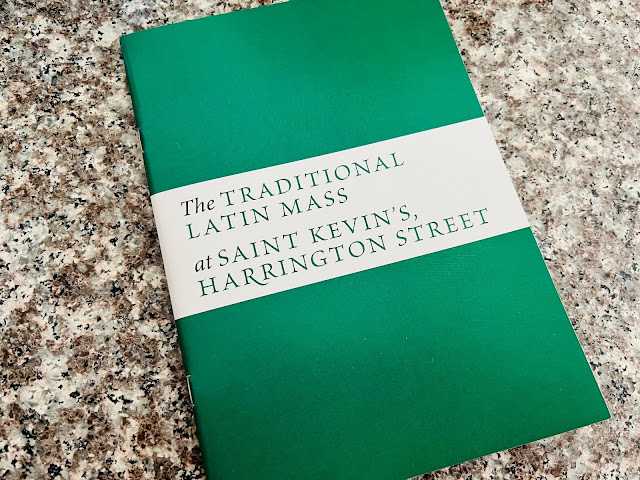 The TRADITIONAL
LATIN MASS
at SAINT KEVIN'S,
HARRINGTON STREET